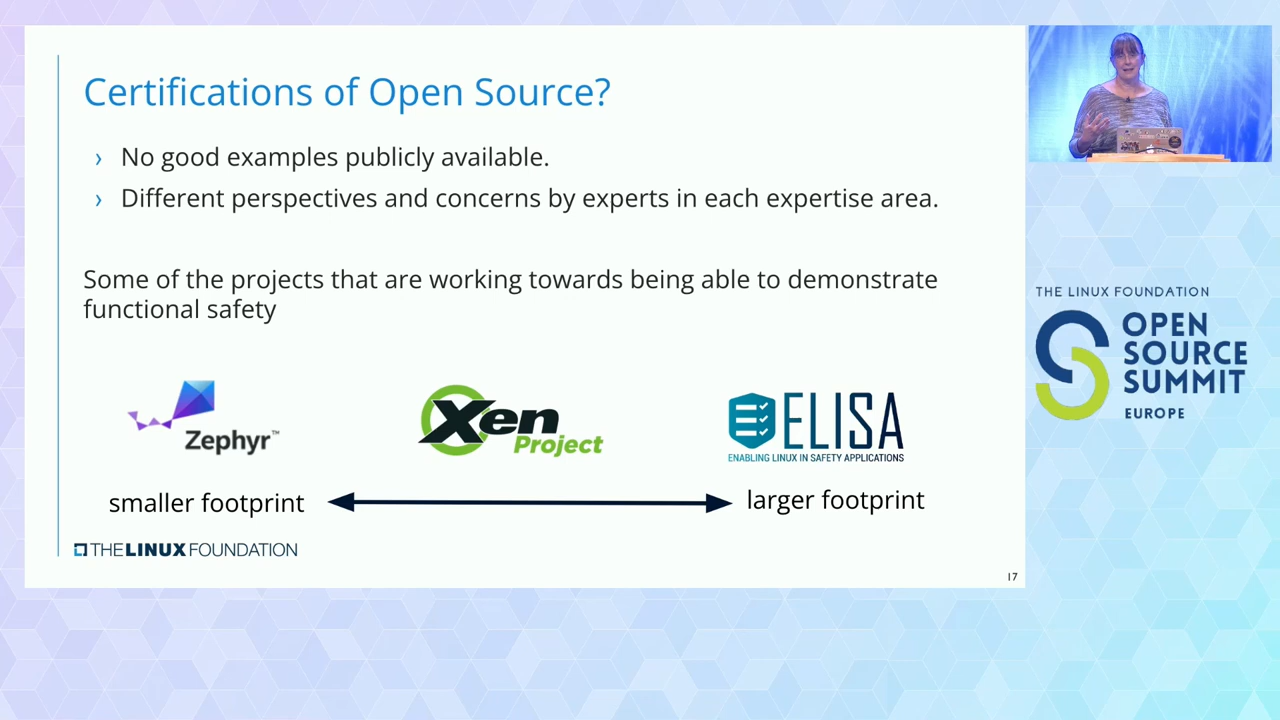 Certifications of Open Source?
› No good examples publicly available.
› Different perspectives and concerns by experts in each expertise area.
Some of the projects that are working towards being able to demonstrate
functional safety
Zephyr™
Xen
Project
ELISA
ENABLING LINUX IN SAFETY APPLICATIONS
smaller footprint
larger footprint
THE LINUX FOUNDATION
17
THE LINUX FOUNDATION
OPEN
SOURCE
SUMMIT
EUROPE